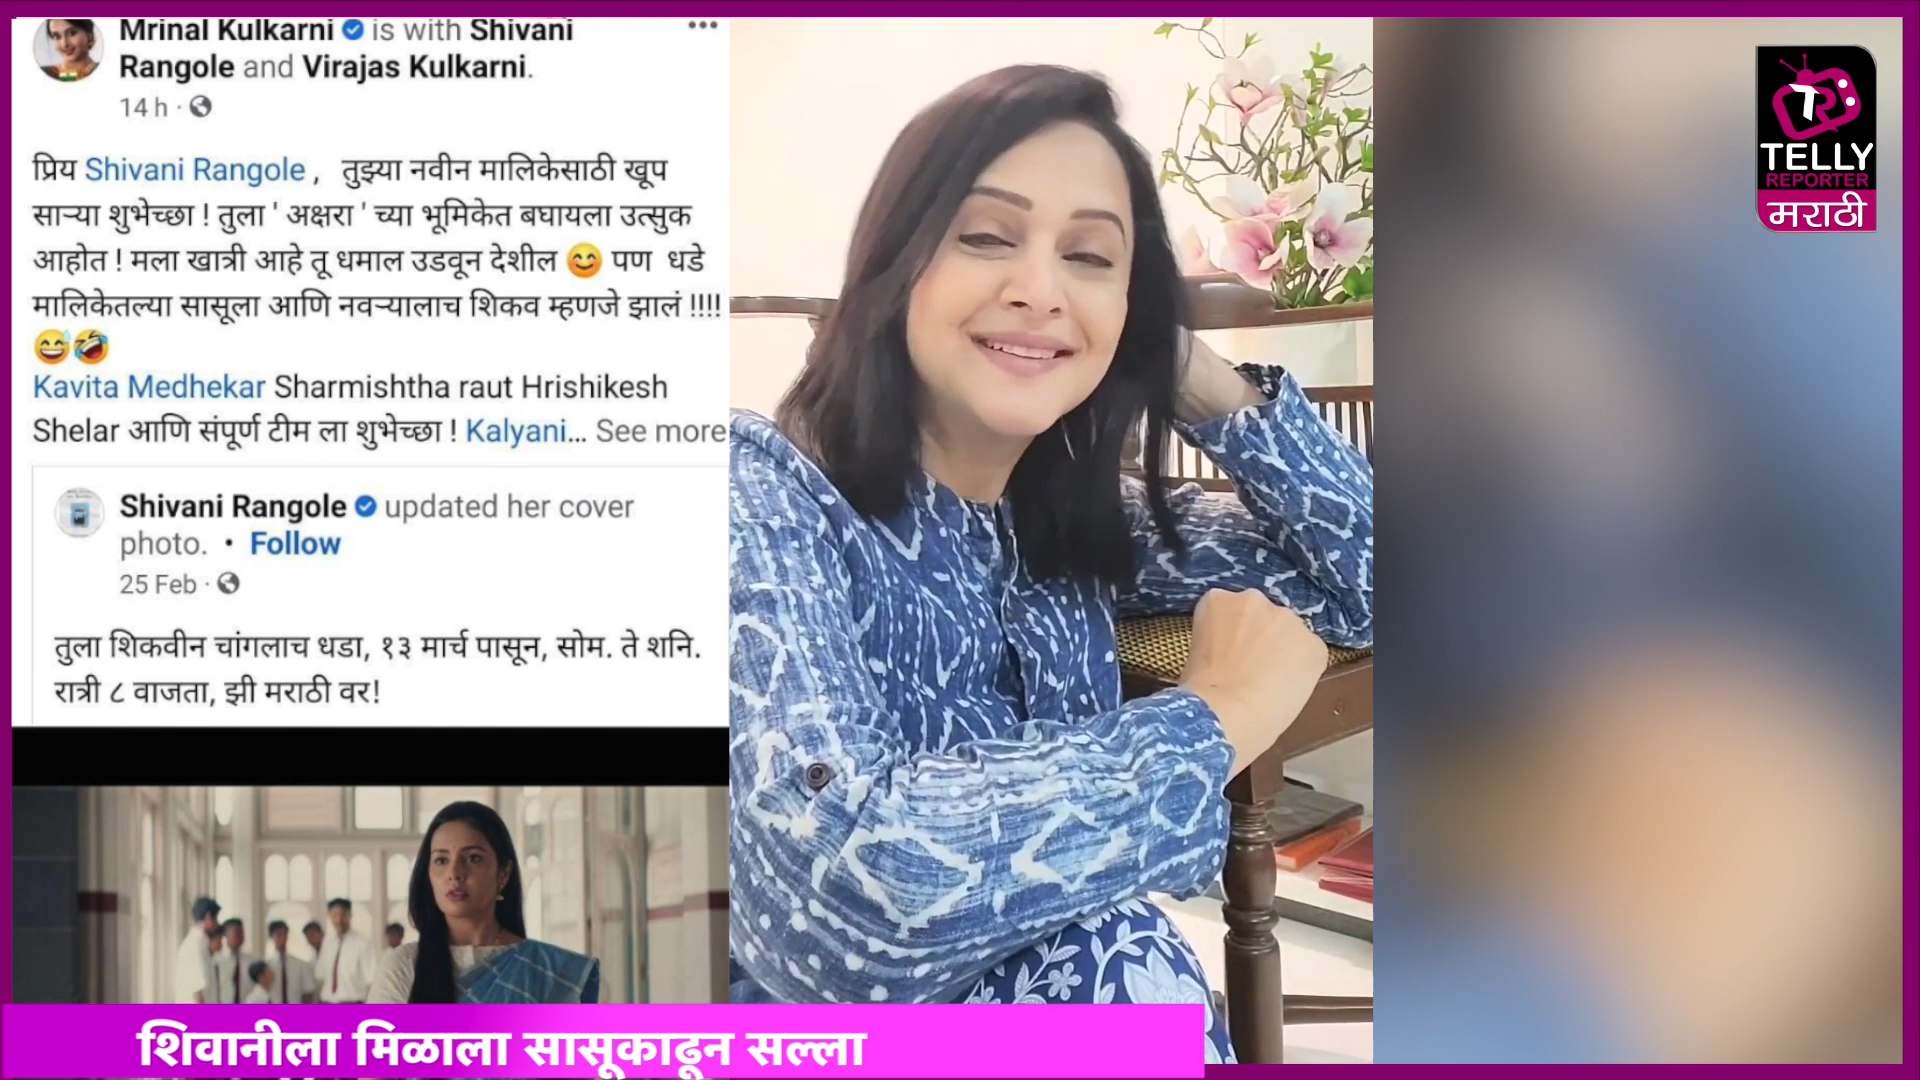 Mrinal Kulkarni is with Shivani
Rangole and Virajas Kulkarni.
14 h ·
प्रिय Shivani Rangole , तुझ्या नवीन मालिकेसाठी खूप
साऱ्या शुभेच्छा ! तुला ' अक्षरा ' च्या भूमिकेत बघायला उत्सुक
आहोत ! मला खात्री आहे तू धमाल उडवून देशील 😊 पण धडे
मालिकेतल्या सासूला आणि नवऱ्यालाच शिकव म्हणजे झालं !!!!
😅🤣
Kavita Medhekar Sharmishtha raut Hrishikesh
Shelar आणि संपूर्ण टीम ला शुभेच्छा ! Kalyani... See more
Shivani Rangole updated her cover
photo. • Follow
25 Feb ·
तुला शिकवीन चांगलाच धडा, १३ मार्च पासून, सोम. ते शनि.
रात्री ८ वाजता, झी मराठी वर!
TR
TELLY
REPORTER
मराठी
शिवानीला मिळाला सासूकाढून सल्ला